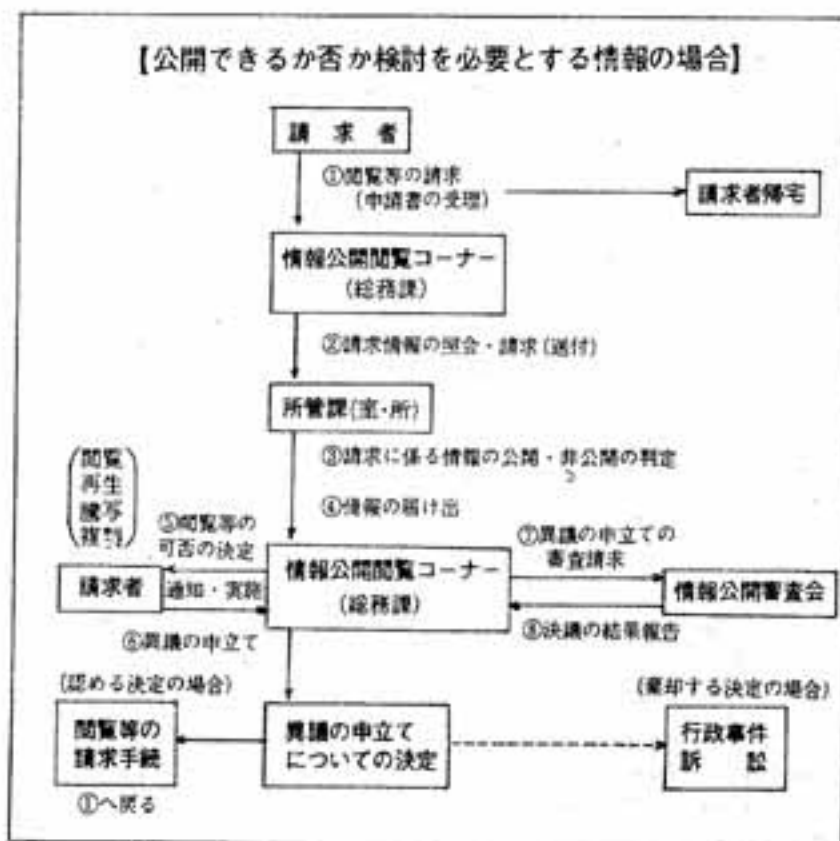 【公開できるか否か検討を必要とする情報の場合】
請求者
①閲覧等の請求
(申請書の受理)
請求者帰宅
情報公開閲覧コーナー
(総務課)
②請求情報の照会・請求(送付)
所管課(室・所)
③請求に係る情報の公開・非公開の判定
④情報の届け出
閲覧
再生
謄写
複製
⑤閲覧等の
可否の決定
⑦異議の申立ての
審査請求
請求者
通知・実施
情報公開閲覧コーナー
(総務課)
情報公開審査会
⑥異議の申立て
⑧決議の結果報告
(認める決定の場合)
(棄却する決定の場合)
閲覧等の
請求手続
異議の申立て
についての決定
行政事件
訴訟
①へ戻る